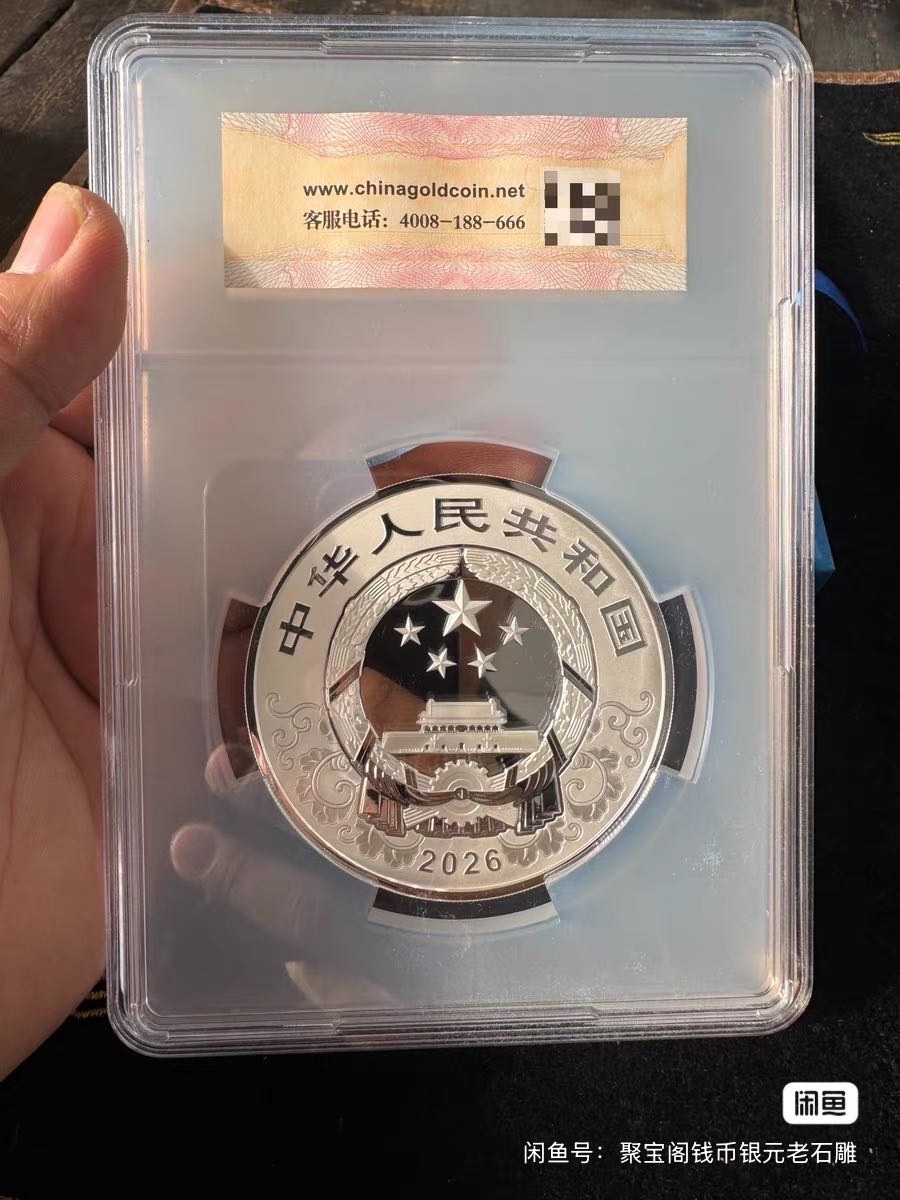 www.chinagoldcoin.net
客服电话：4008-188-666
中华人民共和国
2026
闲鱼
闲鱼号：聚宝阁钱币银元老石雕